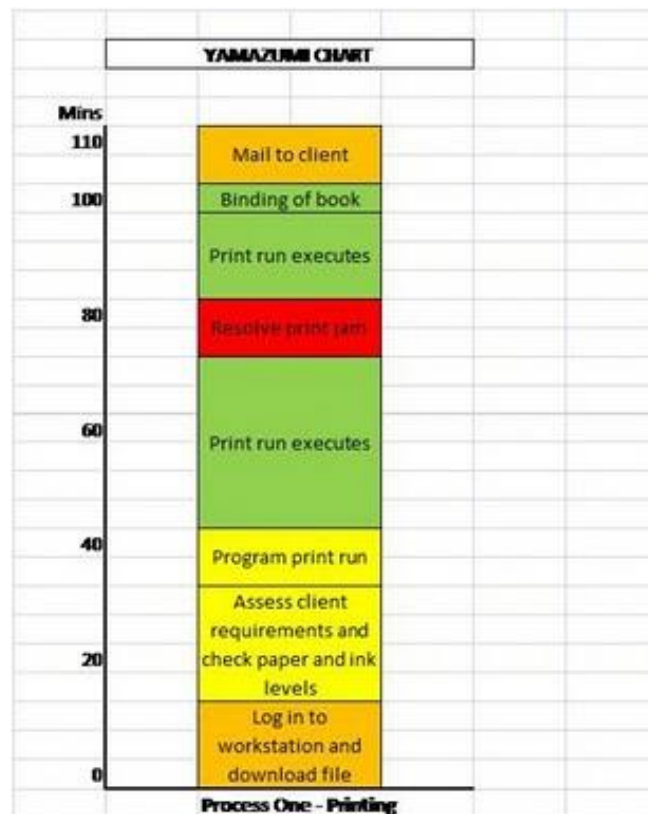 YAMAZUMI CHART
Mins
110
Mail to client
100
Binding of book
Print run executes
80
Resolve print jam
60
Print run executes
40
Program print run
Assess client
requirements and
check paper and ink
20
levels
Log in to
workstation and
0
download file
Process One - Printing